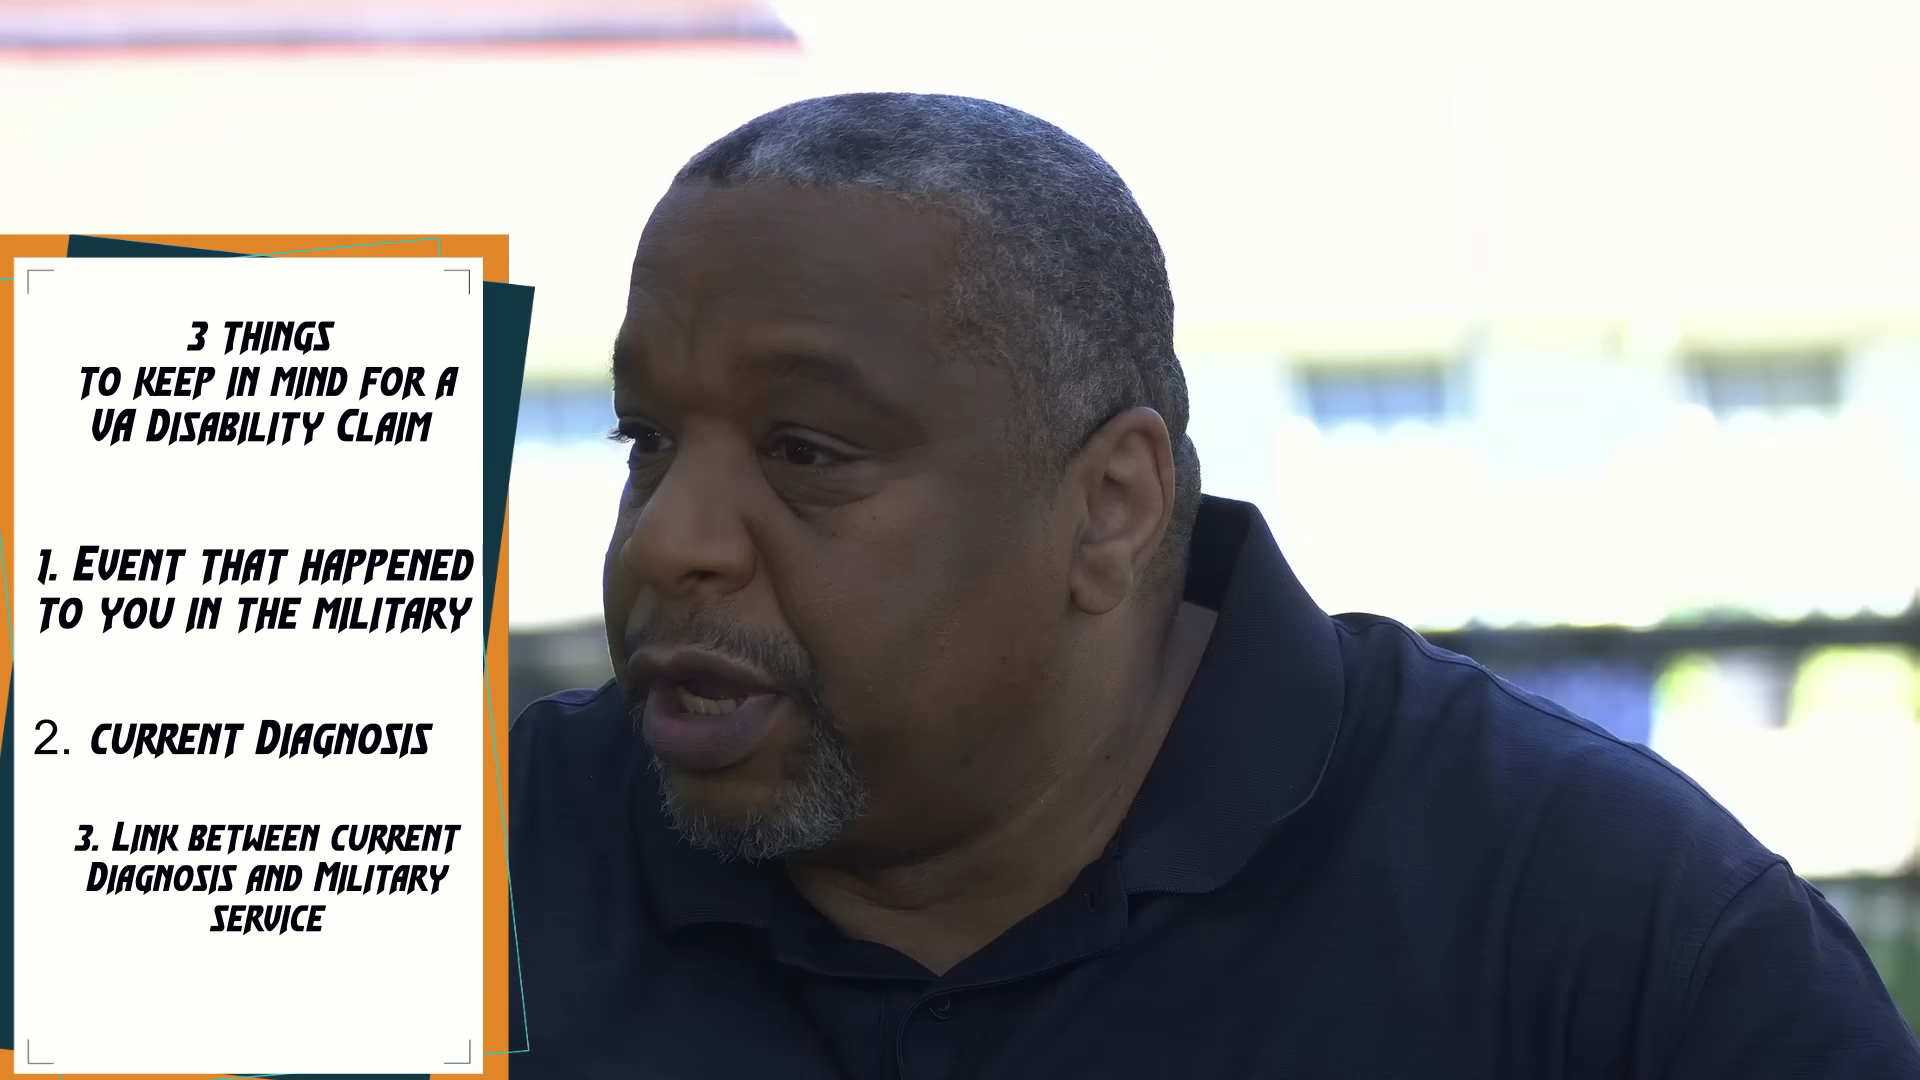 3 THINGS
TO KEEP IN MIND FOR A
VA DISABILITY CLAIM
1. EVENT THAT HAPPENED
TO YOU IN THE MILITARY
2. CURRENT DIAGNOSIS
3. LINK BETWEEN CURRENT
DIAGNOSIS AND MILITARY
SERVICE